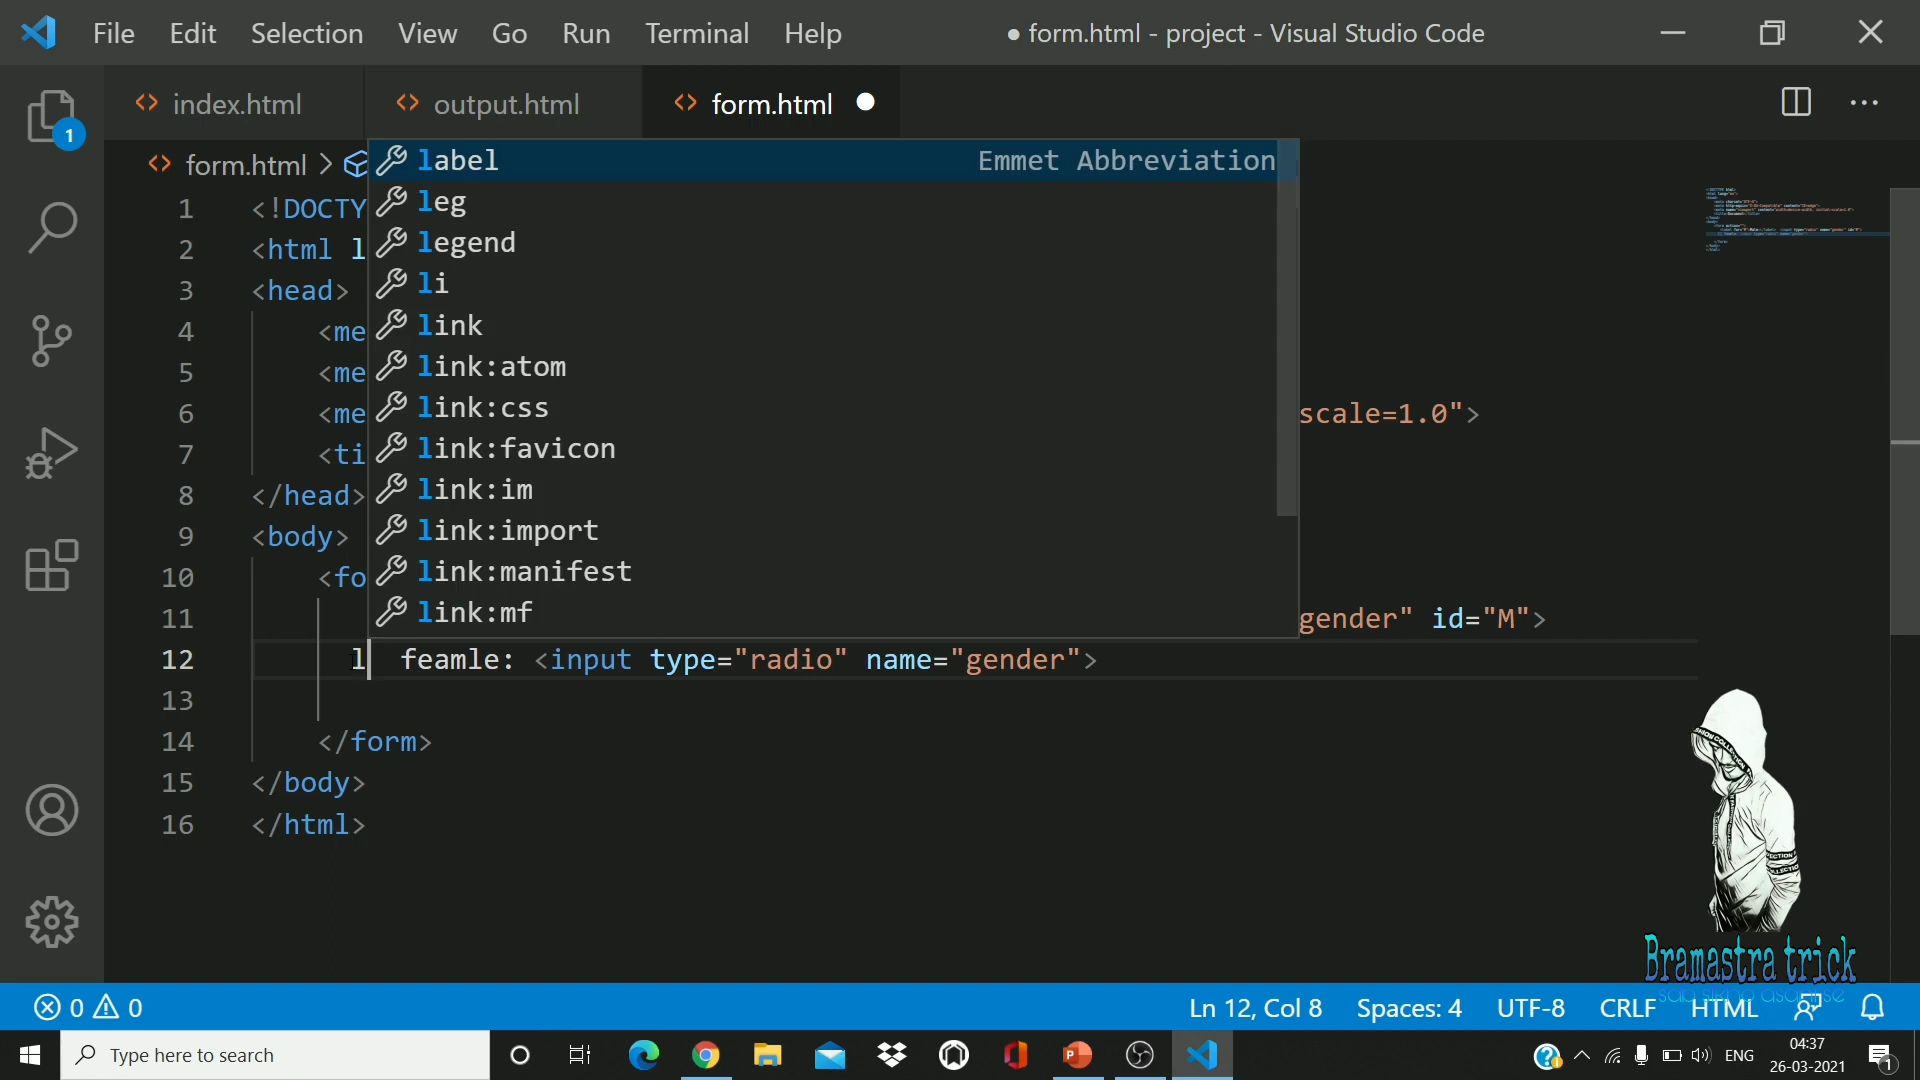 File Edit Selection View Go Run Terminal Help ● form.html - project - Visual Studio Code
index.html output.html form.html
1
form.html >
label Emmet Abbreviation
leg
legend
li
link
link:atom
link:css
link:favicon
link:im
link:import
link:manifest
link:mf
1 <!DOCTY
2 <html l
3 <head>
4 <me
5 <me
6 <me scale=1.0">
7 <ti
8 </head>
9 <body>
10 <fo
11 gender" id="M">
12 l feamle: <input type="radio" name="gender">
13
14 </form>
15 </body>
16 </html>
Bramastra trick
0 0 Ln 12, Col 8 Spaces: 4 UTF-8 CRLF HTML
Type here to search ENG 04:37
26-03-2021 1